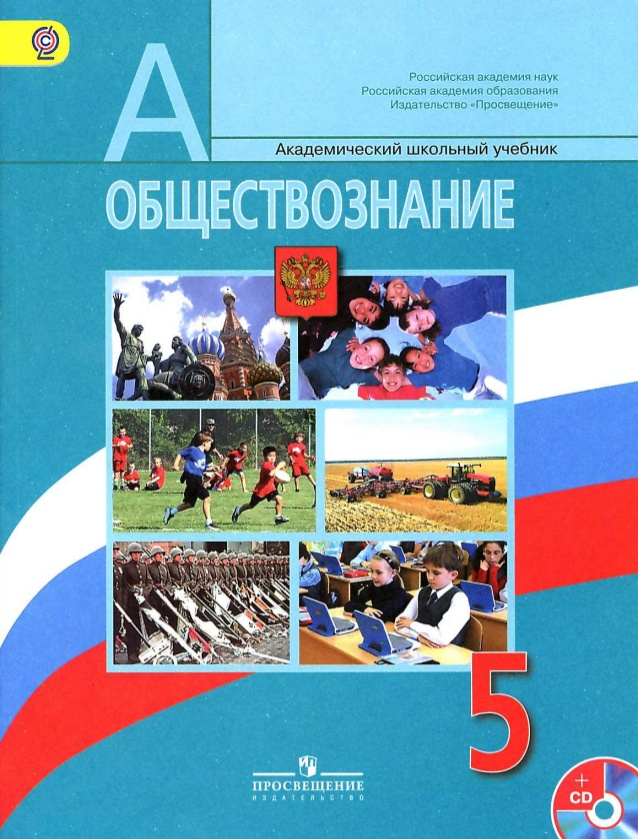 А
Российская академия наук
Российская академия образования
Издательство «Просвещение»
Академический школьный учебник
ОБЩЕСТВОЗНАНИЕ
5
ПРОСВЕЩЕНИЕ
ИЗДАТЕЛЬСТВО
+
CD